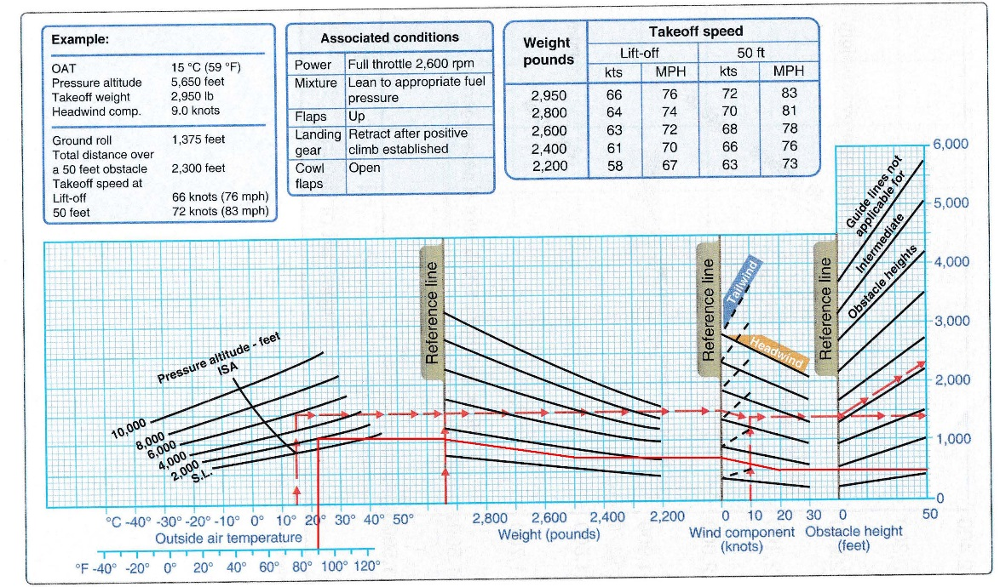 Example:
OAT 15 °C (59 °F)
Pressure altitude 5,650 feet
Takeoff weight 2,950 lb
Headwind comp. 9.0 knots
Ground roll 1,375 feet
Total distance over
a 50 feet obstacle 2,300 feet
Takeoff speed at
Lift-off 66 knots (76 mph)
50 feet 72 knots (83 mph)
Associated conditions
Power Full throttle 2,600 rpm
Mixture Lean to appropriate fuel
pressure
Flaps Up
Landing Retract after positive
gear climb established
Cowl Open
flaps
Weight
pounds
Takeoff speed
Lift-off 50 ft
kts MPH kts MPH
2,950 66 76 72 83
2,800 64 74 70 81
2,600 63 72 68 78
2,400 61 70 66 76
2,200 58 67 63 73
Pressure altitude - feet
ISA
10,000
8,000
6,000
4,000
2,000
S.L.
Reference line
Reference line
Tailwind
Headwind
Reference line
Guide lines not
applicable for
Intermediate
Obstacle heights
6,000
5,000
4,000
3,000
2,000
1,000
0
°C -40° -30° -20° -10° 0 10 20 30 40 50°
Outside air temperature
°F -40° -20° 0° 20° 40° 60° 80° 100° 120°
2,800 2,600 2,400 2,200
Weight (pounds)
0 10 20 30
Wind component
(knots)
0 50
Obstacle height
(feet)